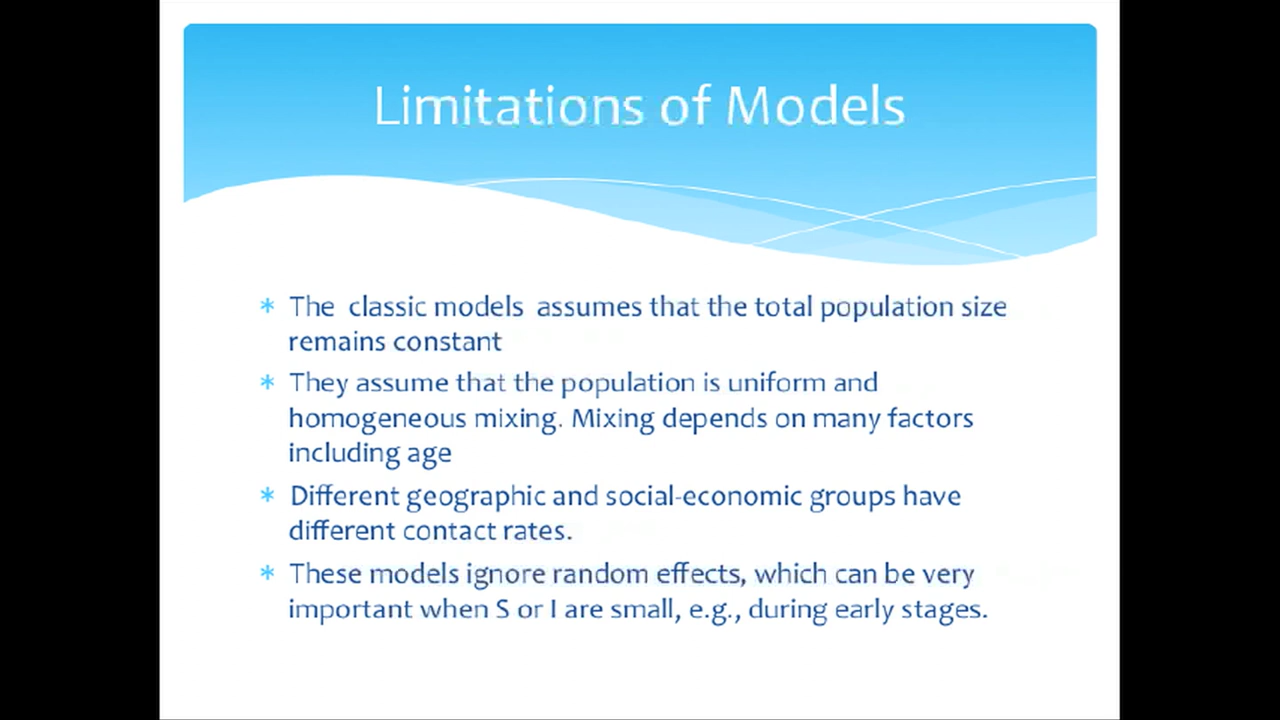 Limitations of Models
* The classic models assumes that the total population size
remains constant
* They assume that the population is uniform and
homogeneous mixing. Mixing depends on many factors
including age
* Different geographic and social-economic groups have
different contact rates.
* These models ignore random effects, which can be very
important when S or I are small, e.g., during early stages.